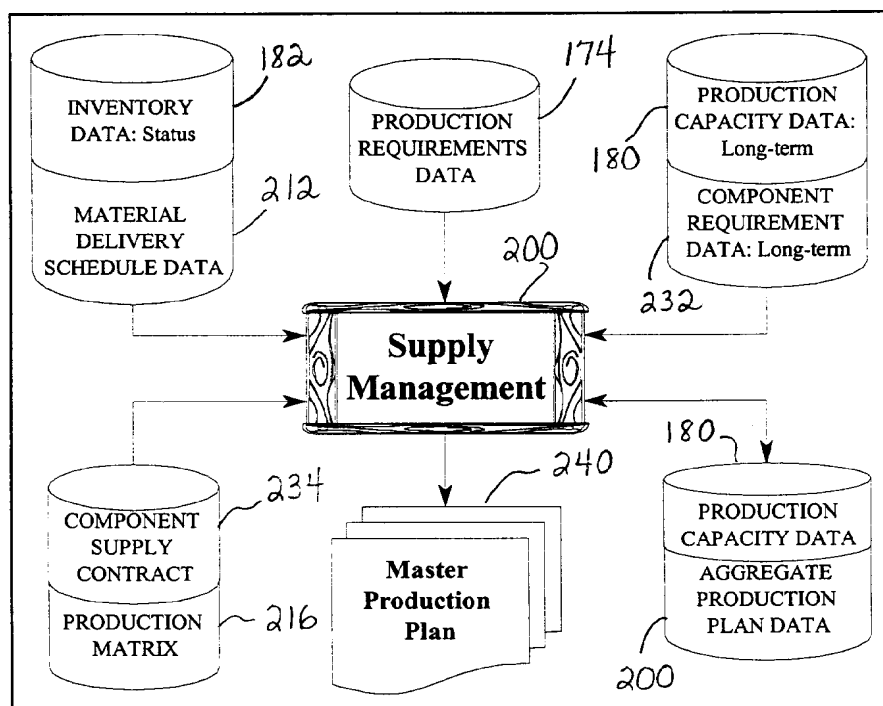 182
INVENTORY
DATA: Status
212
MATERIAL
DELIVERY
SCHEDULE DATA
174
PRODUCTION
REQUIREMENTS
DATA
180
PRODUCTION
CAPACITY DATA:
Long-term
COMPONENT
REQUIREMENT
DATA: Long-term
232
200
Supply
Management
234
COMPONENT
SUPPLY
CONTRACT
216
PRODUCTION
MATRIX
240
Master
Production
Plan
180
PRODUCTION
CAPACITY DATA
AGGREGATE
PRODUCTION
PLAN DATA
200